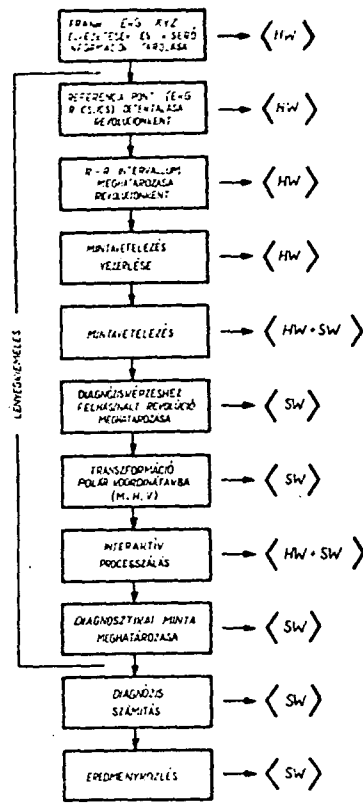 FRANK EKG XYZ
ELVEZETÉSEK ÉS KÍSÉRŐ
INFORMÁCIÓK TÁROLÁSA
⟨HW⟩
REFERENCIA PONT (EKG
R CSÚCS) DETEKTÁLÁSA
REVOLÚCIÓNKÉNT
⟨HW⟩
R-R INTERVALLUM
MEGHATÁROZÁSA
REVOLÚCIÓNKÉNT
⟨HW⟩
MINTAVÉTELEZÉS
VEZÉRLÉSE
⟨HW⟩
MINTAVÉTELEZÉS
⟨HW+SW⟩
DIAGNÓZISKÉPZÉSHEZ
FELHASZNÁLT REVOLÚCIÓ
MEGHATÁROZÁSA
⟨SW⟩
TRANSZFORMÁCIÓ
POLÁR KOORDINÁTÁKBA
(M, H, V)
⟨SW⟩
INTERAKTÍV
PROCESSZÁLÁS
⟨HW+SW⟩
DIAGNOSZTIKAI MINTA
MEGHATÁROZÁSA
⟨SW⟩
DIAGNÓZIS
SZÁMÍTÁS
⟨SW⟩
EREDMÉNYKÖZLÉS
⟨SW⟩
LÉNYEGKIEMELÉS